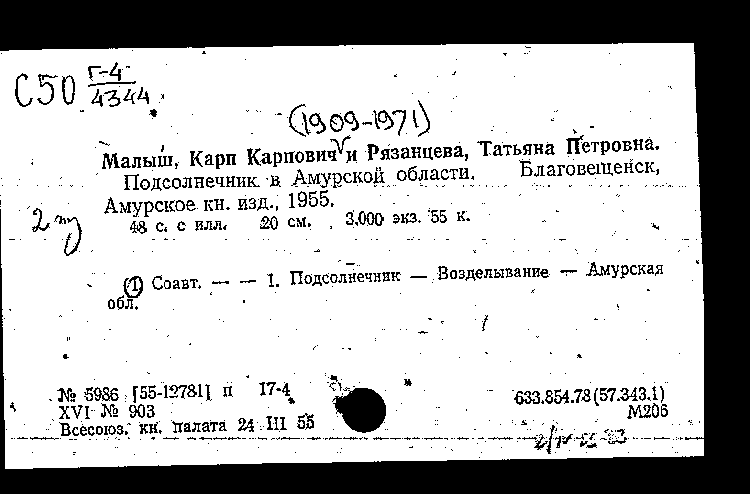 С50 Г-4
4344
(1909-1971)
Малыш, Карп Карпович и Рязанцева, Татьяна Петровна.
Подсолнечник в Амурской области. Благовещенск,
Амурское кн. изд., 1955.
48 с. с илл. 20 см. 3.000 экз. 55 к.
(1) Соавт. — — 1. Подсолнечник — Возделывание — Амурская
обл.
№ 5986 [55-12781] п 17-4
633.854.78(57.343.1)
XVI № 903
М206
Всесоюз. кн. палата 24 III 55